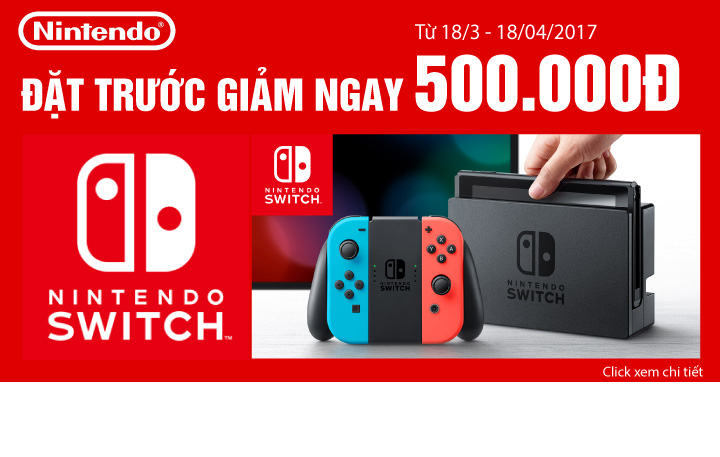 Nintendo®
Từ 18/3 - 18/04/2017
ĐẶT TRƯỚC GIẢM NGAY 500.000Đ
NINTENDO
SWITCH™
NINTENDO
SWITCH.
X
Y
A
B
SWITCH
NINTENDO
SWITCH
Click xem chi tiết